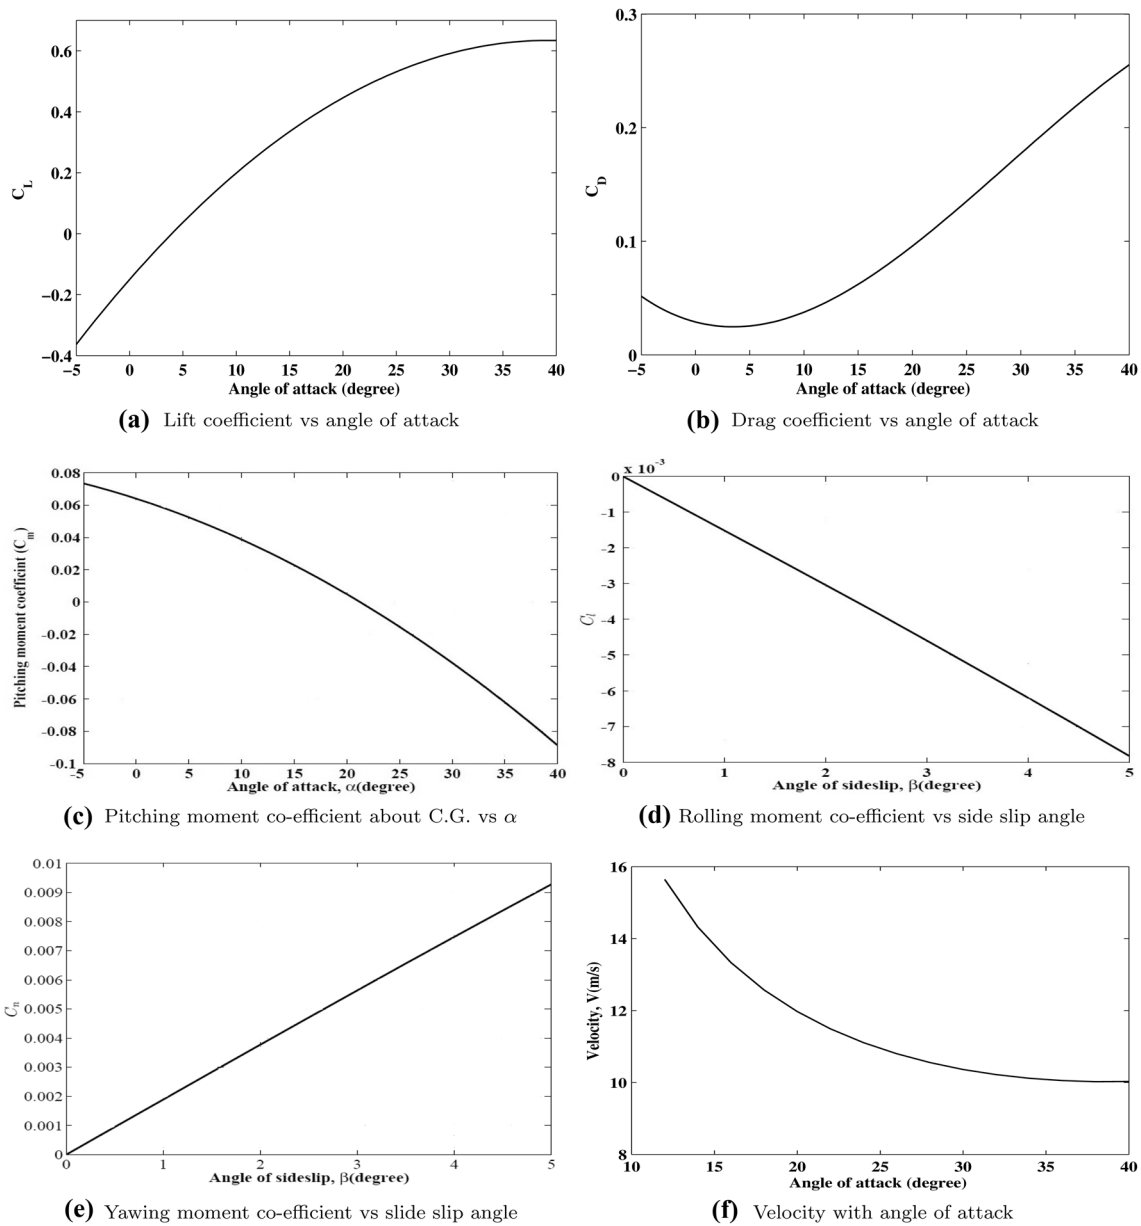 0.6
0.4
0.2
0
−0.2
−0.4
C_L
−5 0 5 10 15 20 25 30 35 40
Angle of attack (degree)
(a) Lift coefficient vs angle of attack
0.3
0.2
0.1
0
C_D
−5 0 5 10 15 20 25 30 35 40
Angle of attack (degree)
(b) Drag coefficient vs angle of attack
0.08
0.06
0.04
0.02
0
-0.02
-0.04
-0.06
-0.08
-0.1
Pitching moment coefficint (C_m)
-5 0 5 10 15 20 25 30 35 40
Angle of attack, α(degree)
(c) Pitching moment co-efficient about C.G. vs α
x 10⁻³
0
-1
-2
-3
-4
-5
-6
-7
-8
C_l
0 1 2 3 4 5
Angle of sideslip, β(degree)
(d) Rolling moment co-efficient vs side slip angle
0.01
0.009
0.008
0.007
0.006
0.005
0.004
0.003
0.002
0.001
0
C_n
0 1 2 3 4 5
Angle of sideslip, β(degree)
(e) Yawing moment co-efficient vs slide slip angle
16
14
12
10
8
Velocity, V(m/s)
10 15 20 25 30 35 40
Angle of attack (degree)
(f) Velocity with angle of attack